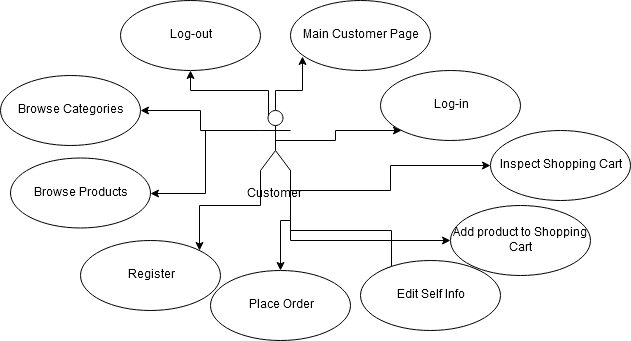 Log-out
Main Customer Page
Browse Categories
Log-in
Inspect Shopping Cart
Browse Products
Customer
Add product to Shopping
Cart
Register
Place Order
Edit Self Info